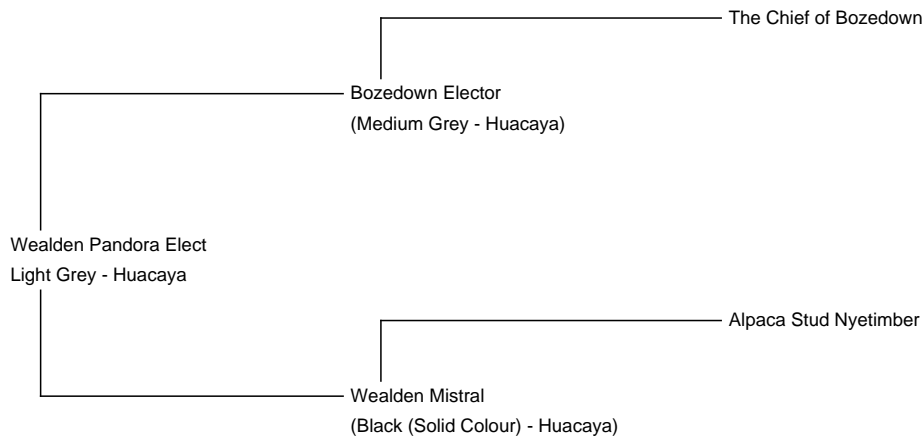 The Chief of Bozedown
Bozedown Elector
(Medium Grey - Huacaya)
Wealden Pandora Elect
Light Grey - Huacaya
Alpaca Stud Nyetimber
Wealden Mistral
(Black (Solid Colour) - Huacaya)